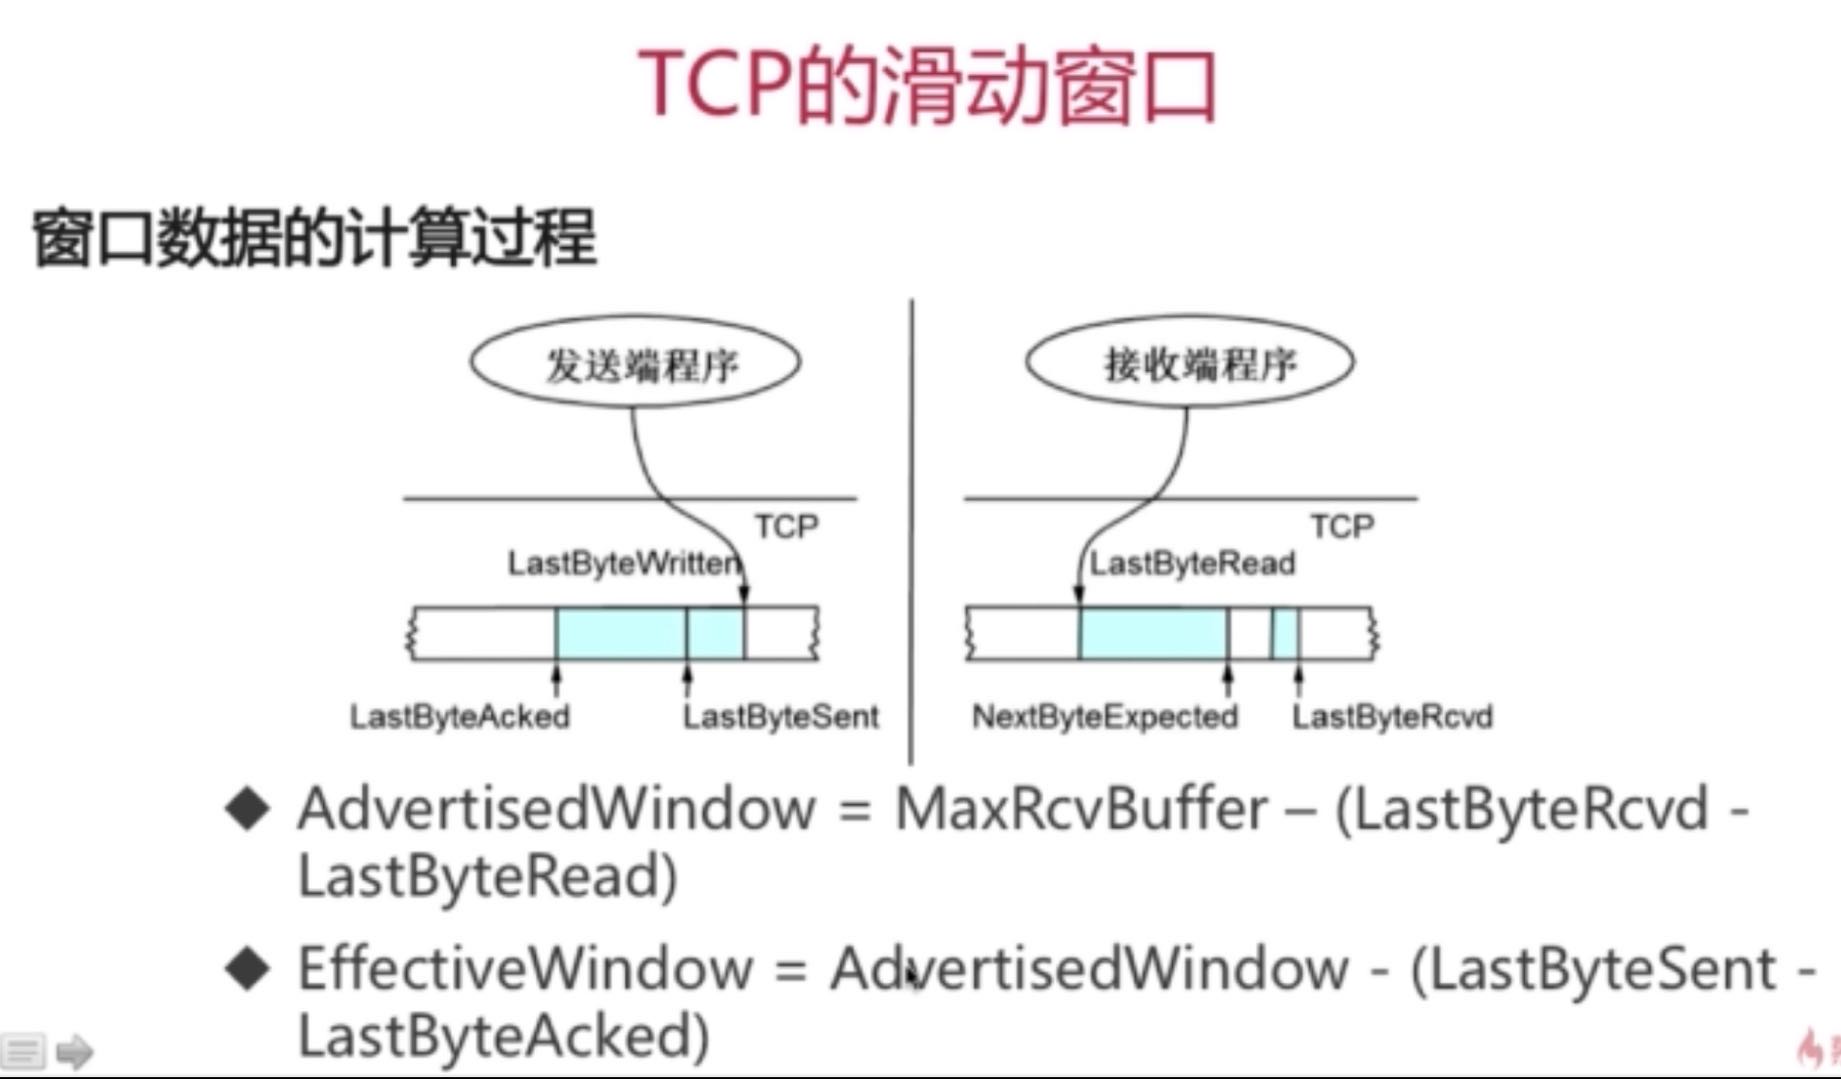 TCP的滑动窗口
窗口数据的计算过程
发送端程序
接收端程序
TCP
TCP
LastByteWritten
LastByteRead
LastByteAcked
LastByteSent
NextByteExpected
LastByteRcvd
◆ AdvertisedWindow = MaxRcvBuffer – (LastByteRcvd -
LastByteRead)
◆ EffectiveWindow = AdvertisedWindow - (LastByteSent -
LastByteAcked)